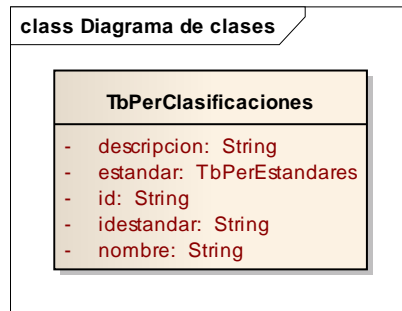 class Diagrama de clases
TbPerClasificaciones
- descripcion: String
- estandar: TbPerEstandares
- id: String
- idestandar: String
- nombre: String